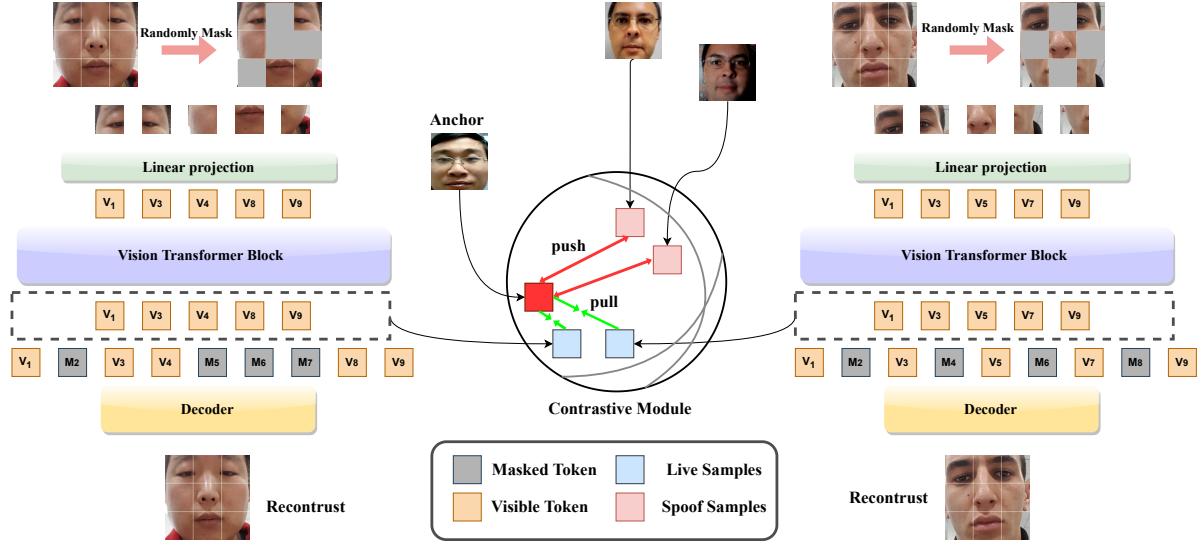 Randomly Mask
Randomly Mask
Anchor
Linear projection
Linear projection
V1 V3 V4 V8 V9
V1 V3 V5 V7 V9
push
Vision Transformer Block
Vision Transformer Block
pull
V1 V3 V4 V8 V9
V1 V3 V5 V7 V9
V1 M2 V3 V4 M5 M6 M7 V8 V9
V1 M2 V3 M4 V5 M6 V7 M8 V9
Decoder
Contrastive Module
Decoder
Masked Token
Live Samples
Visible Token
Spoof Samples
Recontrust
Recontrust